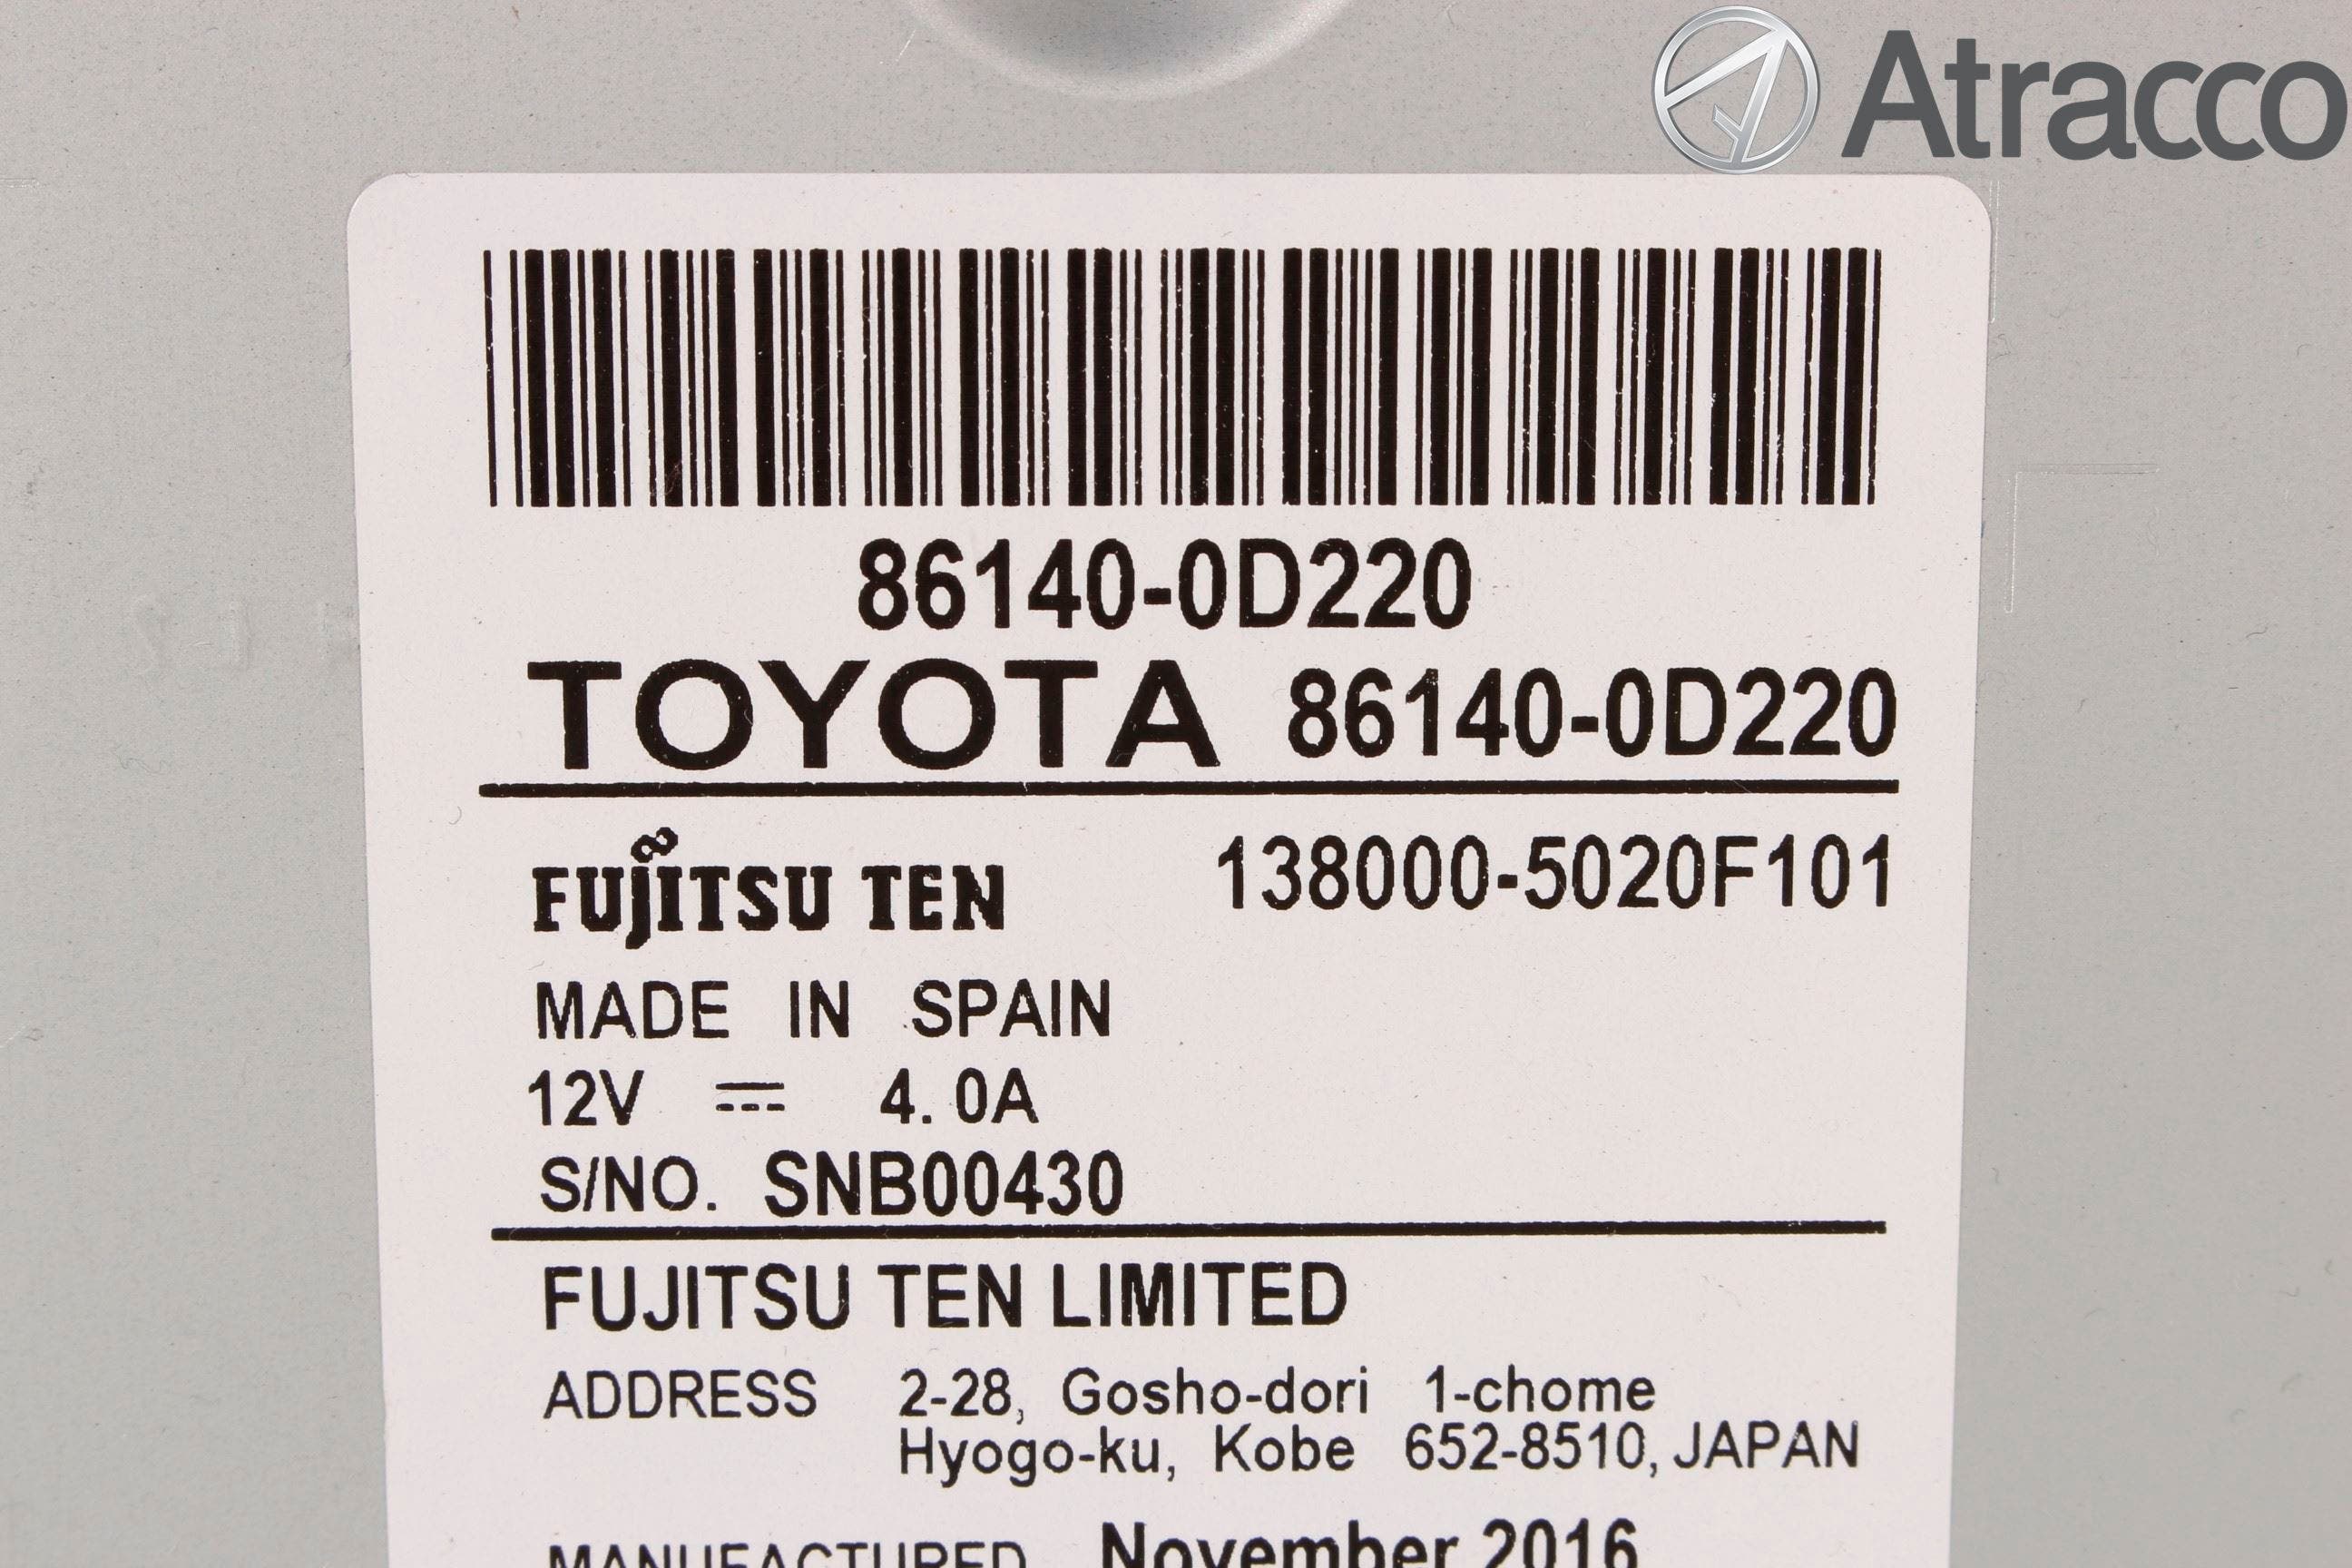 Atracco
86140-0D220
TOYOTA 86140-0D220
FUJITSU TEN 138000-5020F101
MADE IN SPAIN
12V ⎓ 4.0A
S/NO. SNB00430
FUJITSU TEN LIMITED
ADDRESS 2-28, Gosho-dori 1-chome
Hyogo-ku, Kobe 652-8510, JAPAN
MANUFACTURED November 2016